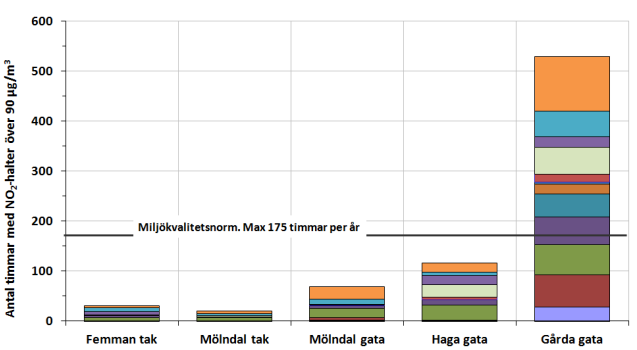 Antal timmar med NO₂-halter över 90 µg/m³
600
500
400
300
200
100
0
Miljökvalitetsnorm. Max 175 timmar per år
Femman tak
Mölndal tak
Mölndal gata
Haga gata
Gårda gata